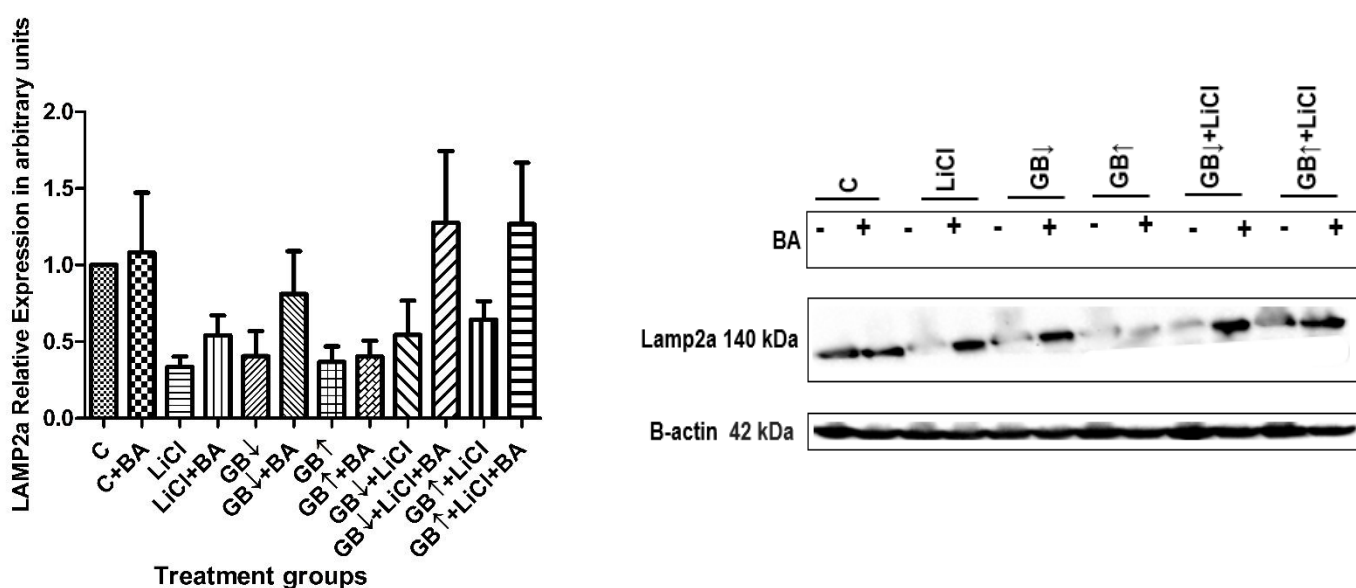 LAMP2a Relative Expression in arbitrary units
2.0
1.5
1.0
0.5
0.0
C
C+BA
LiCl
LiCl+BA
GB↓
GB↓+BA
GB↑
GB↑+BA
GB↓+LiCl
GB↓+LiCl+BA
GB↑+LiCl
GB↑+LiCl+BA
Treatment groups
C LiCl GB↓ GB↑ GB↓+LiCl GB↑+LiCl
BA - + - + - + - + - + - +
Lamp2a 140 kDa
B-actin 42 kDa